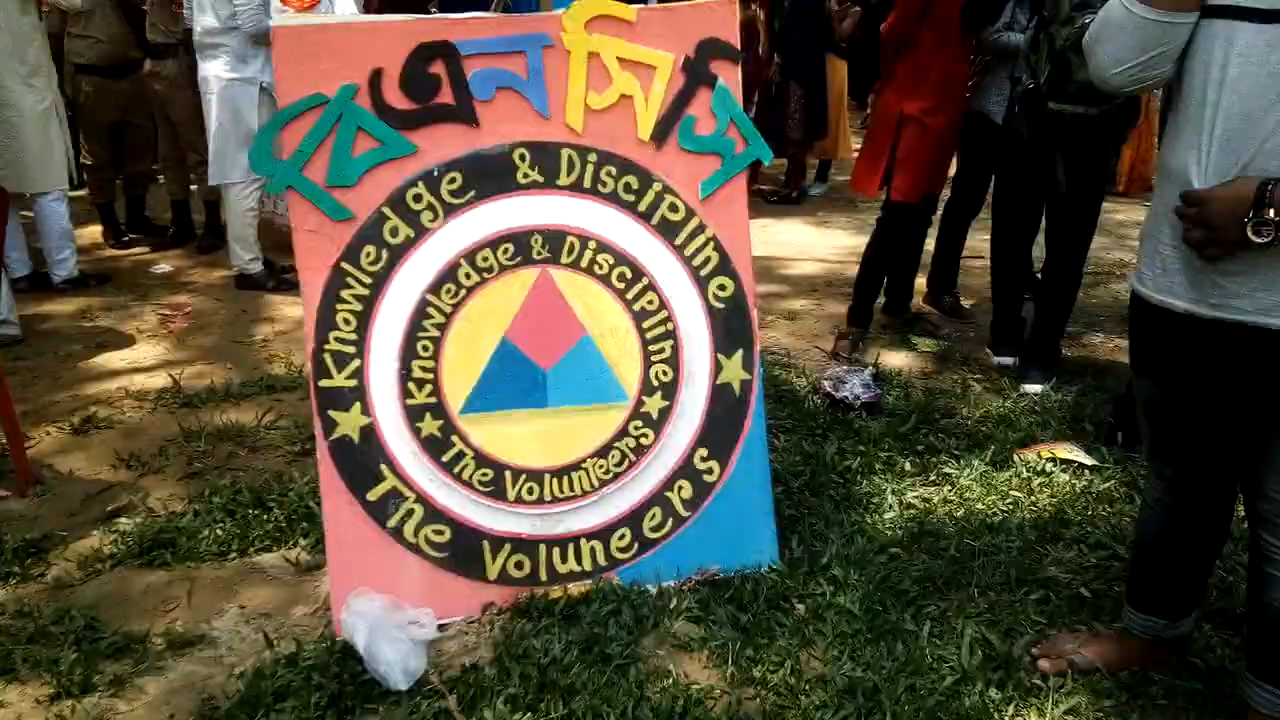 বিএনসিসি
Knowledge & Discipline
Knowledge & Discipline
The Volunteers
The Voluneers